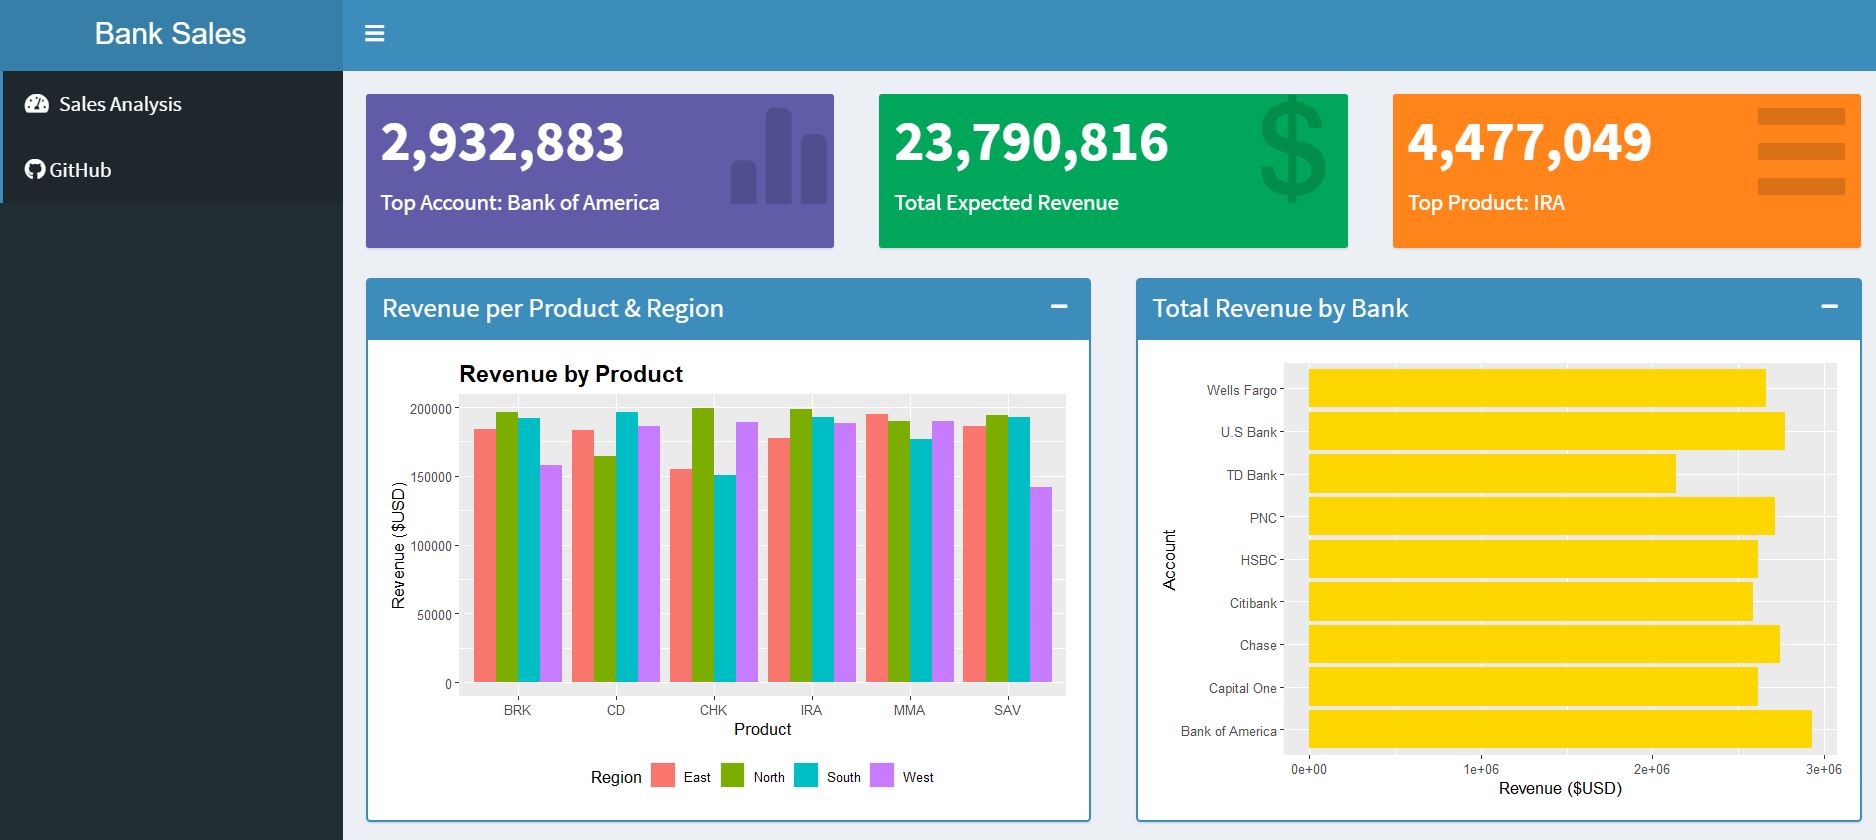 Bank Sales
Sales Analysis
GitHub
2,932,883
Top Account: Bank of America
23,790,816
Total Expected Revenue
4,477,049
Top Product: IRA
Revenue per Product & Region
Revenue by Product
200000
150000
100000
50000
0
Revenue ($USD)
BRK CD CHK IRA MMA SAV
Product
Region East North South West
Total Revenue by Bank
Wells Fargo
U.S Bank
TD Bank
PNC
HSBC
Citibank
Chase
Capital One
Bank of America
Account
0e+00 1e+06 2e+06 3e+06
Revenue ($USD)